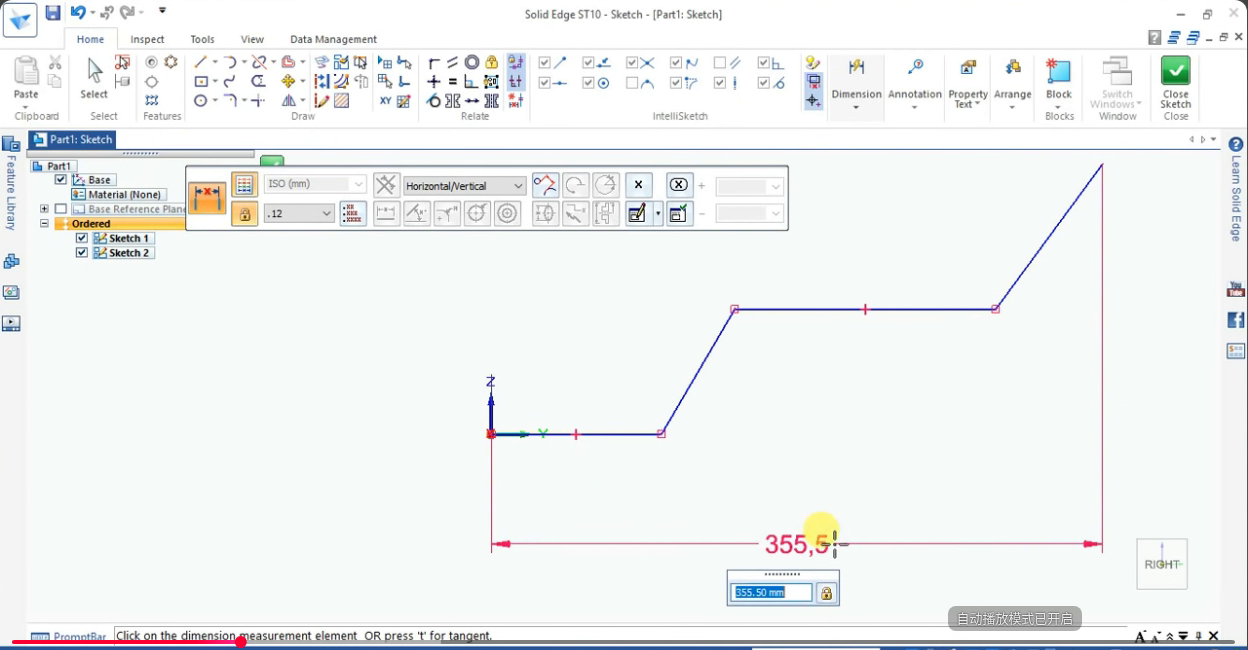 Solid Edge ST10 - Sketch - [Part1: Sketch]
Home Inspect Tools View Data Management
Paste
Select
XY
Dimension
Annotation
Property
Text
Arrange
Block
Switch
Windows
Close
Sketch
Clipboard
Select
Features
Draw
Relate
IntelliSketch
Blocks
Window
Close
Part1: Sketch
Feature Library
Part1
Base
Material (None)
Base Reference Plane
Ordered
Sketch 1
Sketch 2
ISO (mm)
Horizontal/Vertical
.12
Learn Solid Edge
You
Tube
Z
Y
355,5
355.50 mm
RIGHT
自动播放模式已开启
PromptBar
Click on the dimension measurement element OR press 't' for tangent.